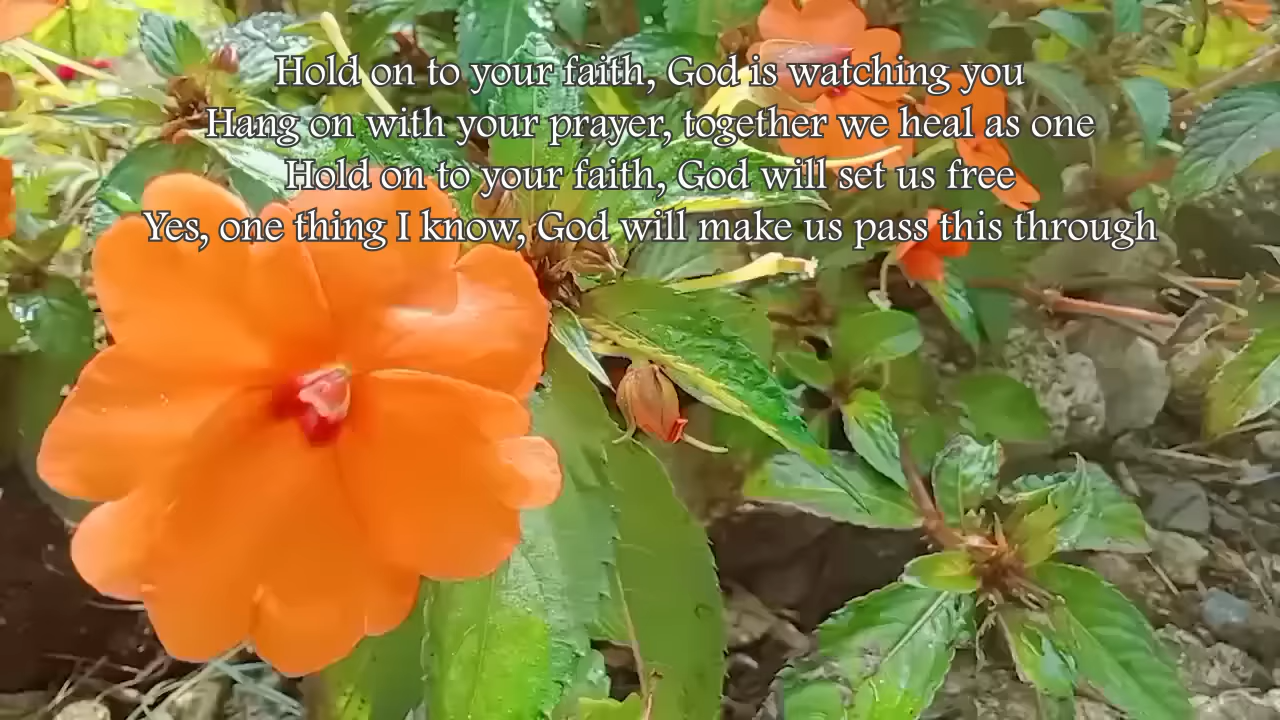 Hold on to your faith, God is watching you
Hang on with your prayer, together we heal as one
Hold on to your faith, God will set us free
Yes, one thing I know, God will make us pass this through